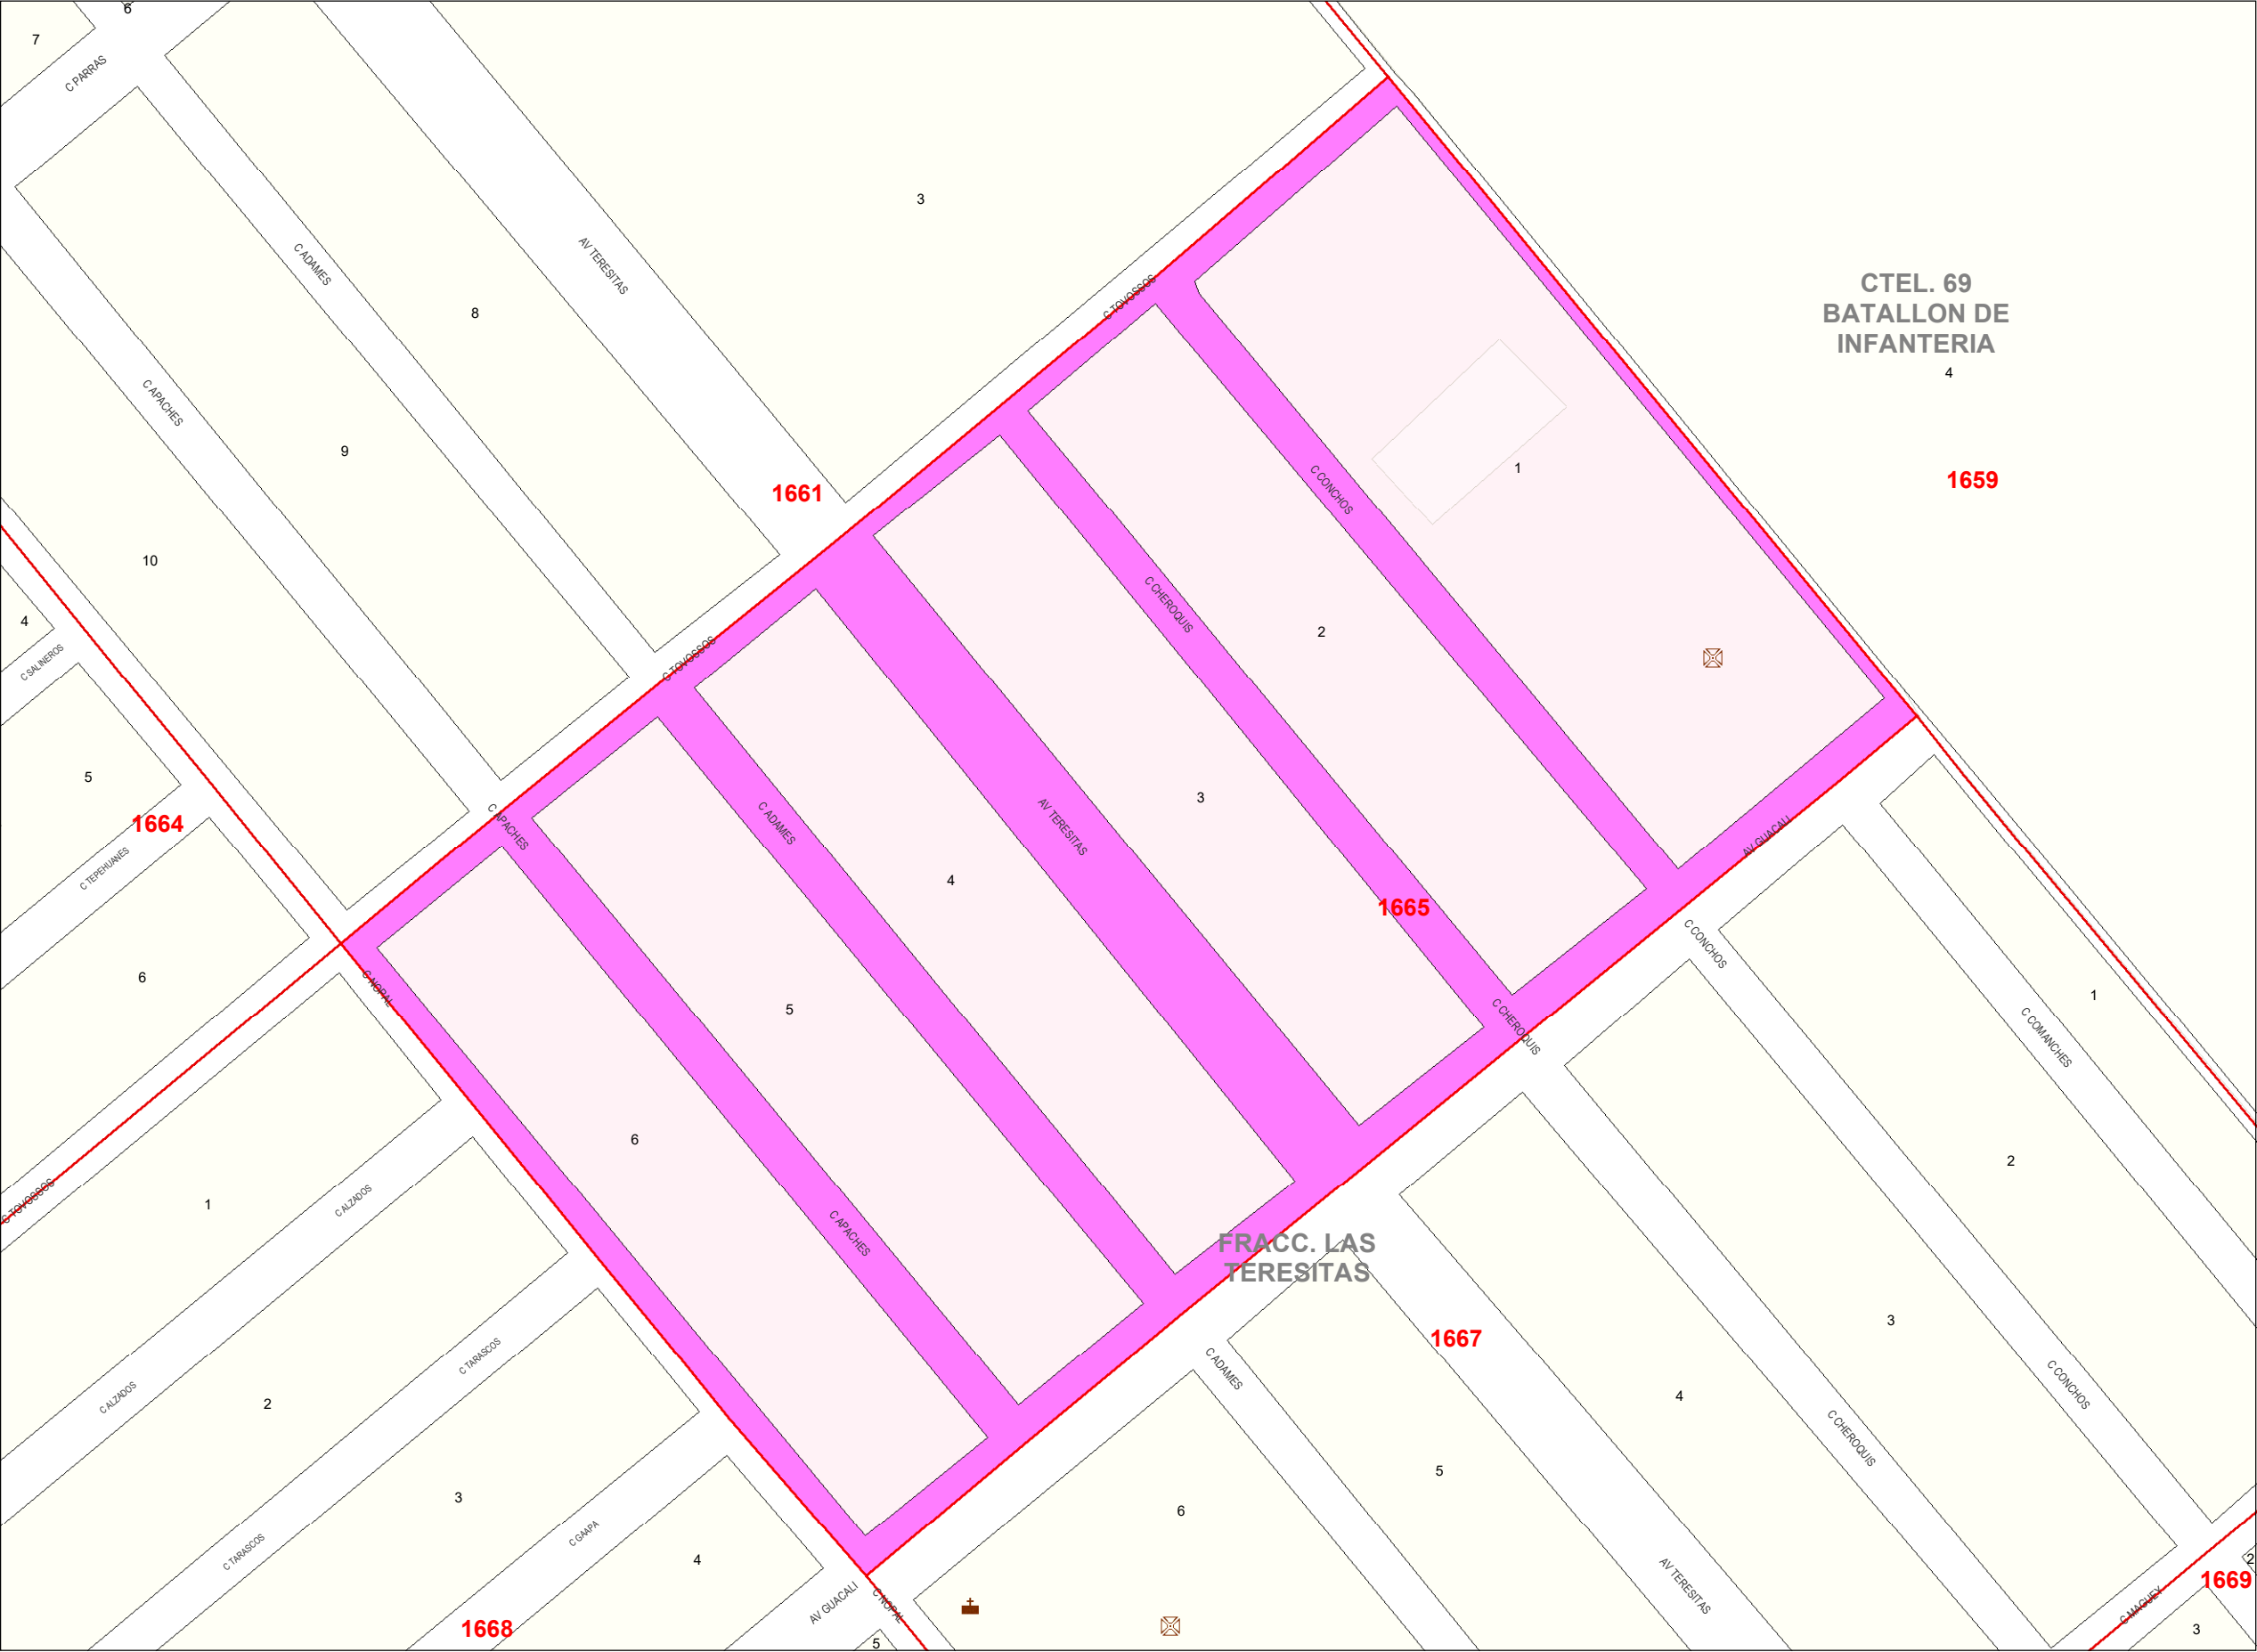 6
7
C PARRAS
3
C ADAMES
AV TERESITAS
C TOVOSSOS
CTEL. 69
BATALLON DE
INFANTERIA
4
8
C APACHES
9
1659
1661
C CONCHOS
1
10
C CHEROQUIS
2
4
C SALINEROS
C TOVOSSOS
5
1664
C APACHES
C ADAMES
AV TERESITAS
3
AV GUACALI
C TEPEHUANES
4
1665
6
C NOPAL
5
C CONCHOS
C CHEROQUIS
1
C COMANCHES
6
2
C TOVOSSOS
1
C ALZADOS
C APACHES
FRACC. LAS
TERESITAS
1667
3
C ALZADOS
C TARASCOS
C ADAMES
4
C CONCHOS
2
C CHEROQUIS
5
3
C TARASCOS
C GAAPA
6
4
AV TERESITAS
AV GUACALI
C NOPAL
2
1669
C MAGUEY
1668
5
3